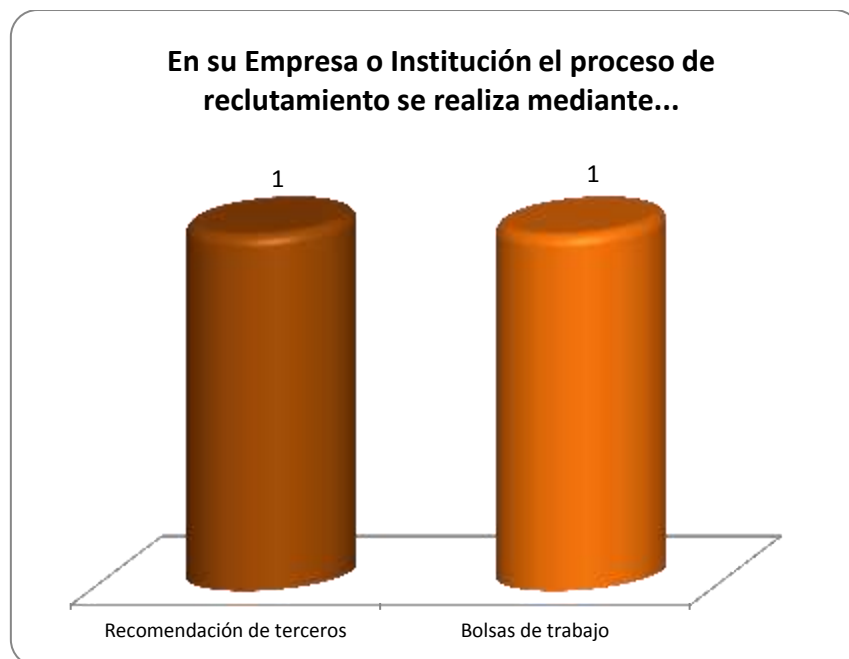 En su Empresa o Institución el proceso de
reclutamiento se realiza mediante...
1
1
Recomendación de terceros
Bolsas de trabajo